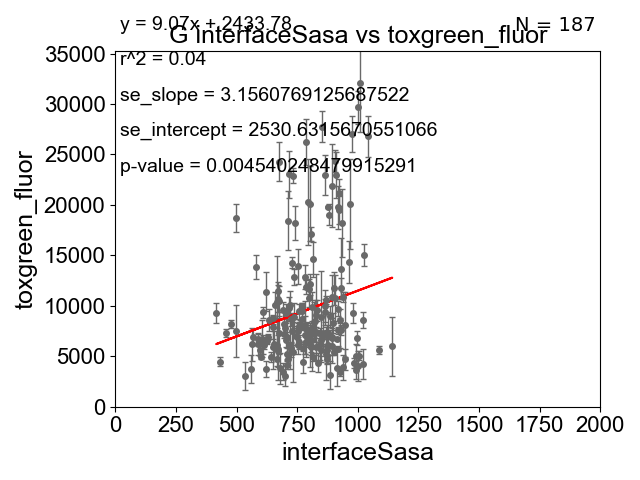 y = 9.07x + 2433.78
N = 187
G interfaceSasa vs toxgreen_fluor
r^2 = 0.04
se_slope = 3.1560769125687522
se_intercept = 2530.6315670551066
p-value = 0.004540248479915291
35000
30000
25000
20000
15000
10000
5000
0
toxgreen_fluor
0 250 500 750 1000 1250 1500 1750 2000
interfaceSasa